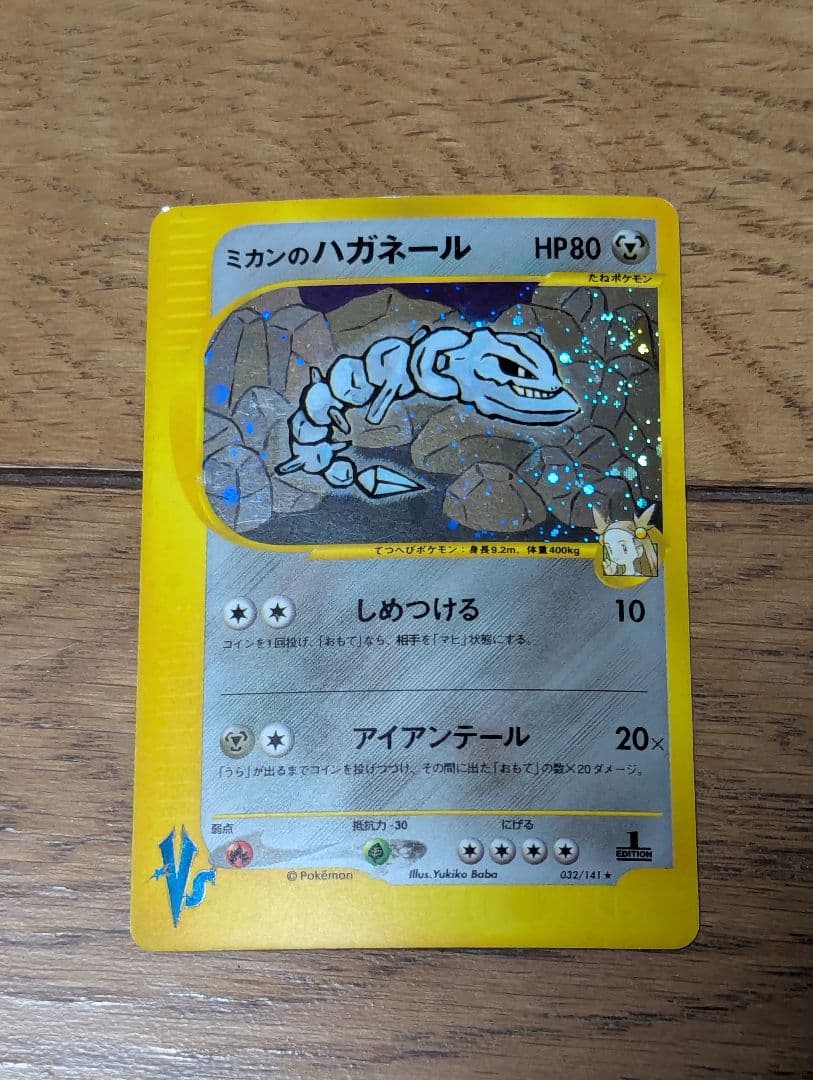 ミカンのハガネール HP80
たねポケモン
てつへびポケモン：身長9.2m、体重400kg
しめつける 10
コインを1回投げ、「おもて」なら、相手を「マヒ」状態にする。
アイアンテール 20×
「うら」が出るまでコインを投げつづけ、その間に出た「おもて」の数×20ダメージ。
弱点 抵抗力 -30 にげる
1
EDITION
VS
© Pokémon Illus. Yukiko Baba 032/141 ★